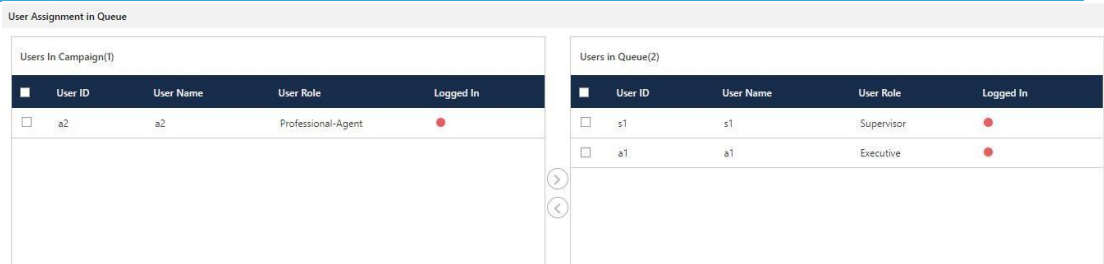 User Assignment in Queue
Users In Campaign(1)
User ID User Name User Role Logged In
a2 a2 Professional-Agent
Users in Queue(2)
User ID User Name User Role Logged In
s1 s1 Supervisor
a1 a1 Executive